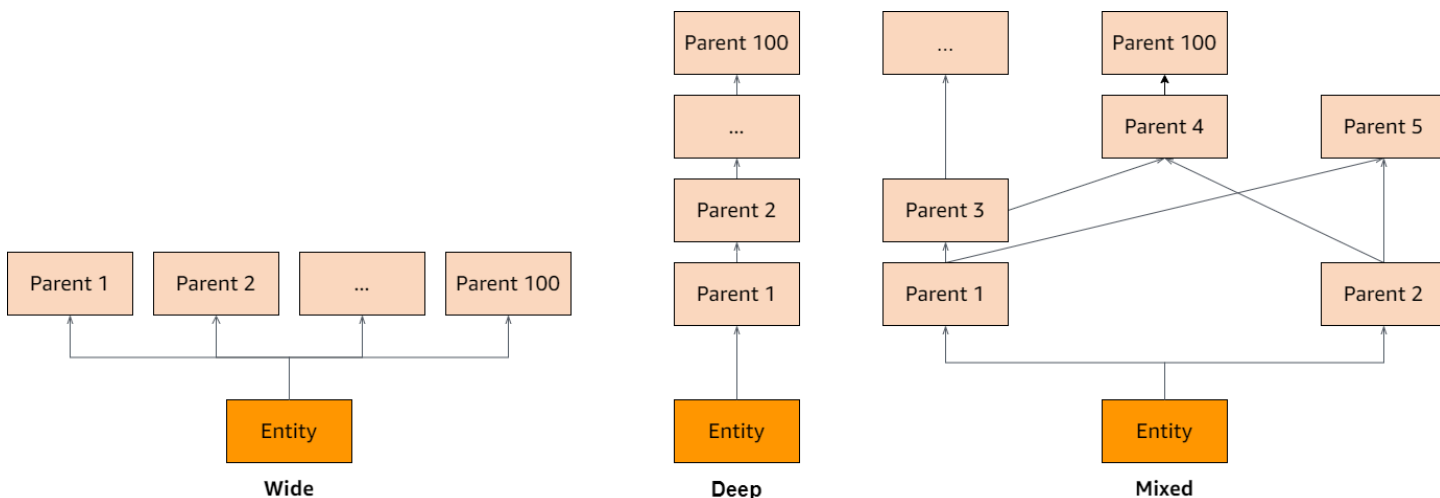 Parent 1
Parent 2
...
Parent 100
Entity
Wide
Parent 100
...
Parent 2
Parent 1
Entity
Deep
...
Parent 100
Parent 4
Parent 5
Parent 3
Parent 1
Parent 2
Entity
Mixed